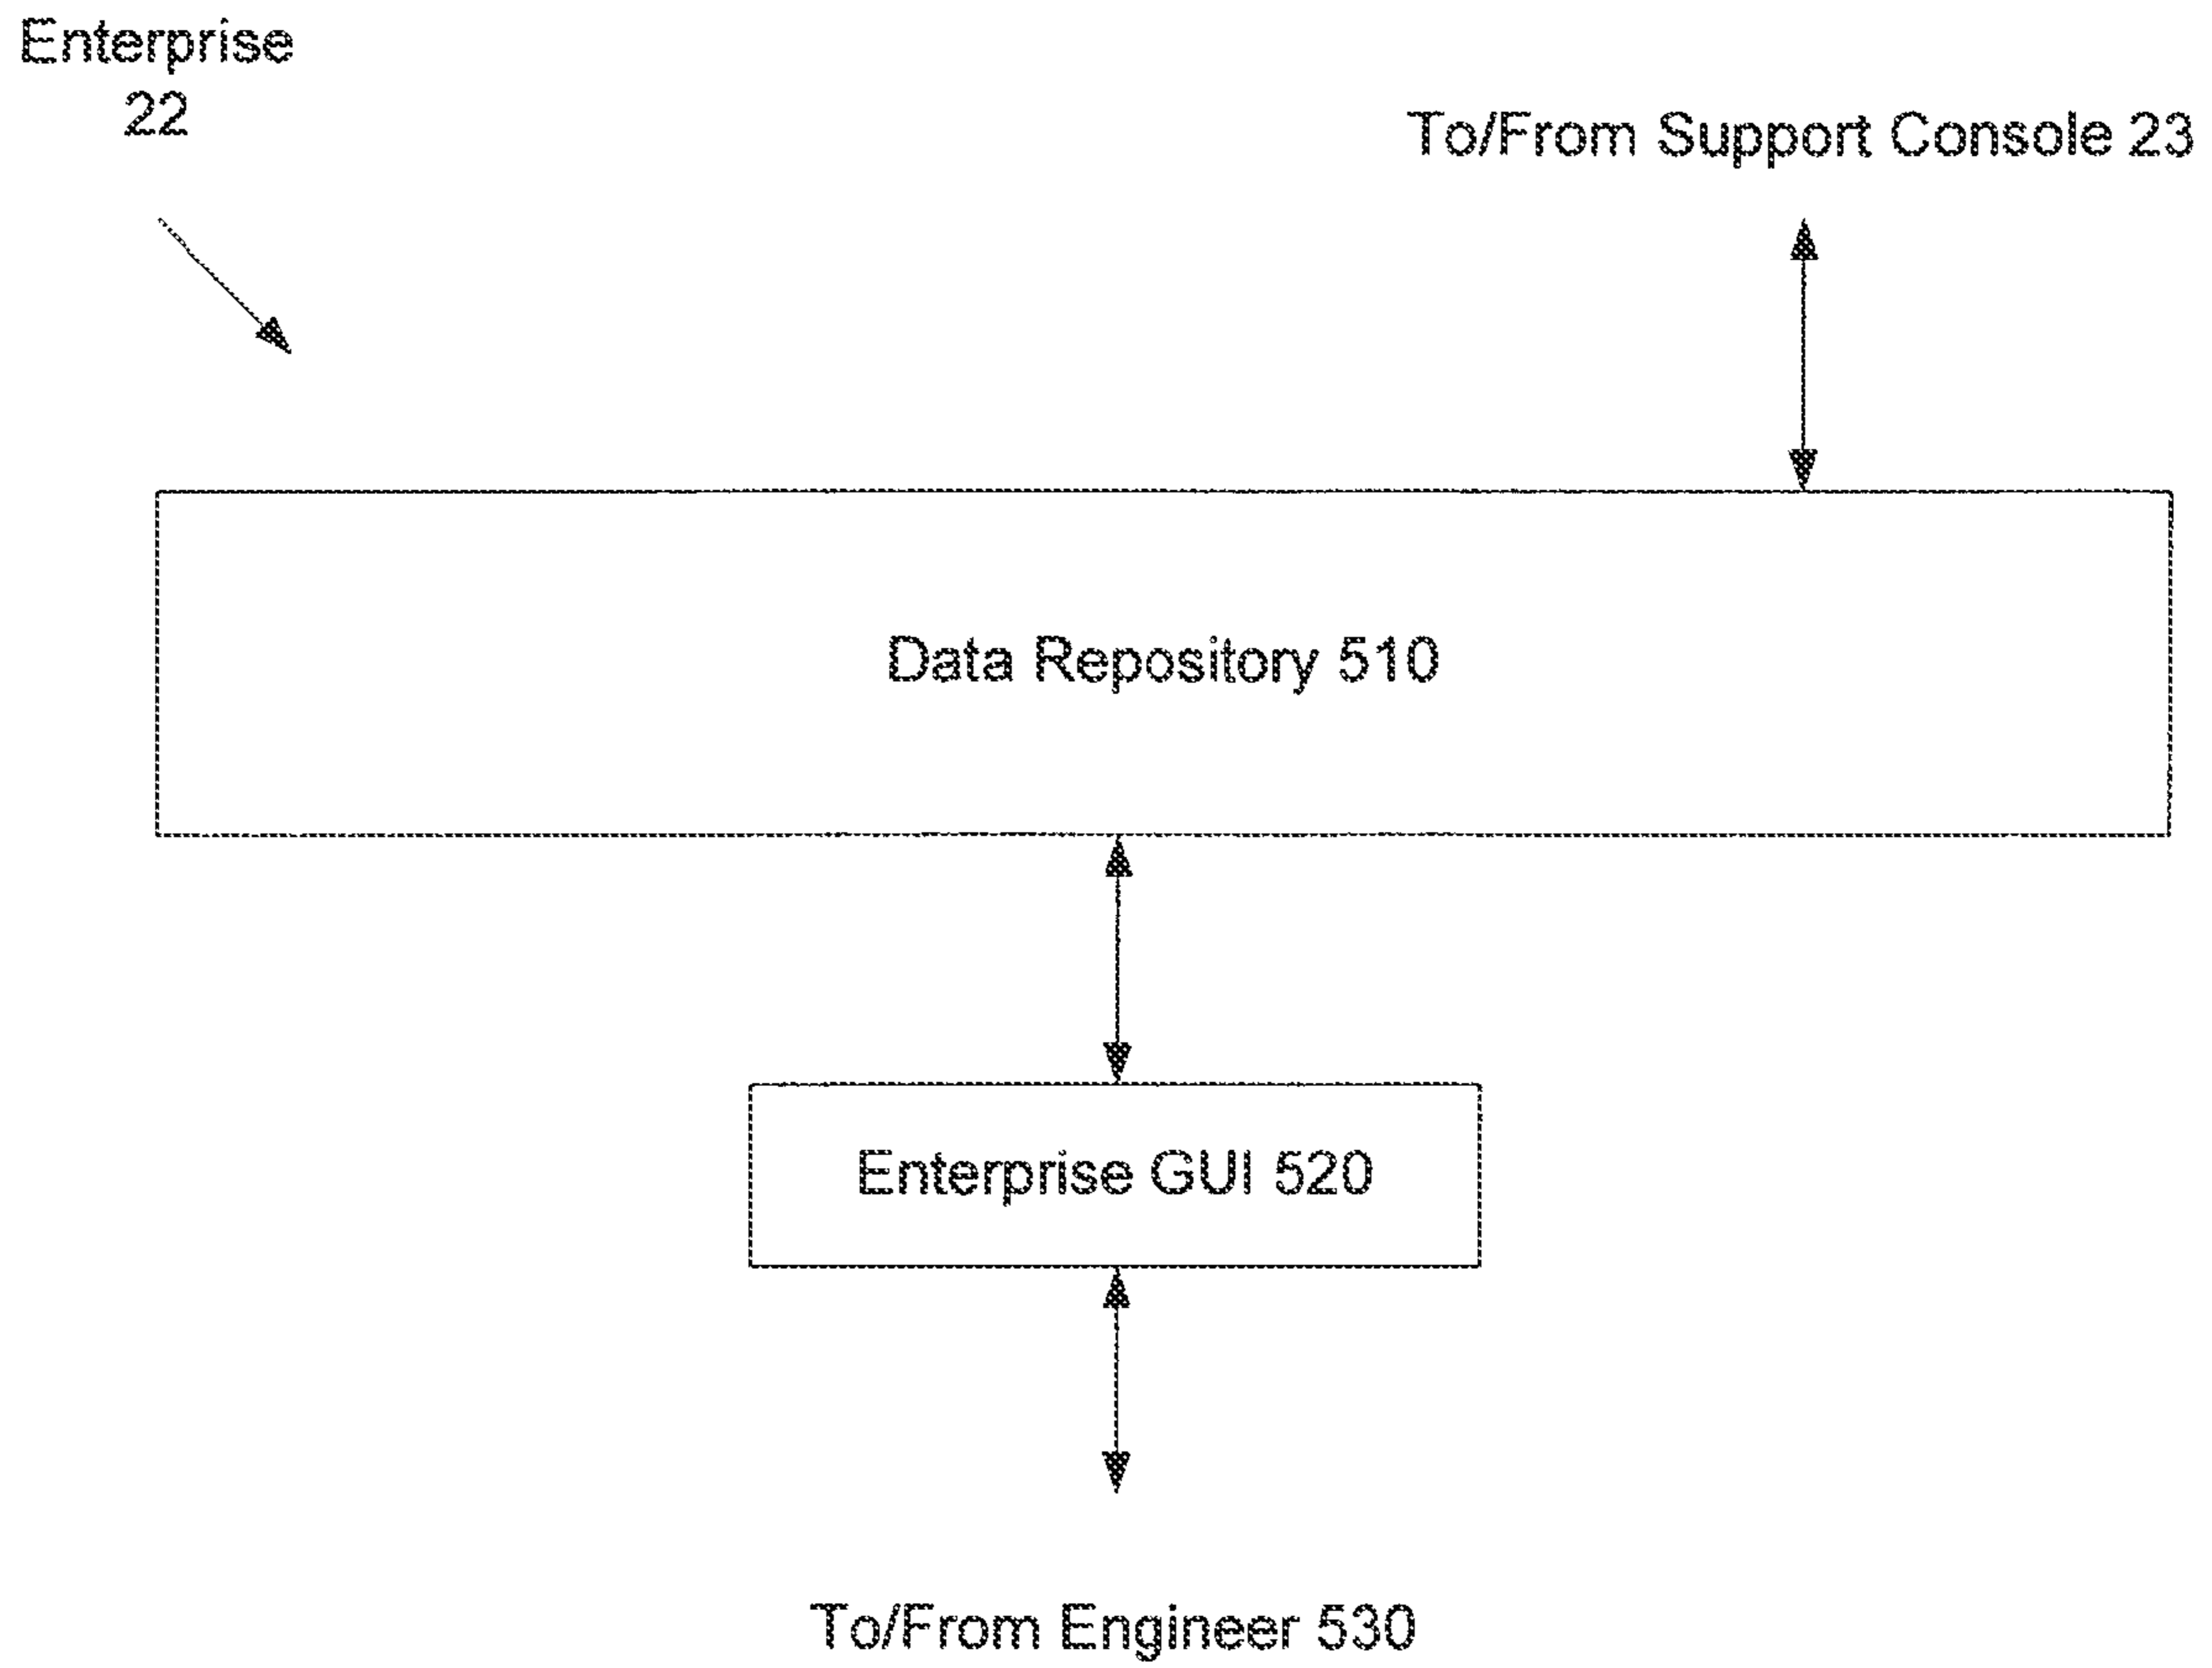 Enterprise
22
To/From Support Console 23
Data Repository 510
Enterprise GUI 520
To/From Engineer 530